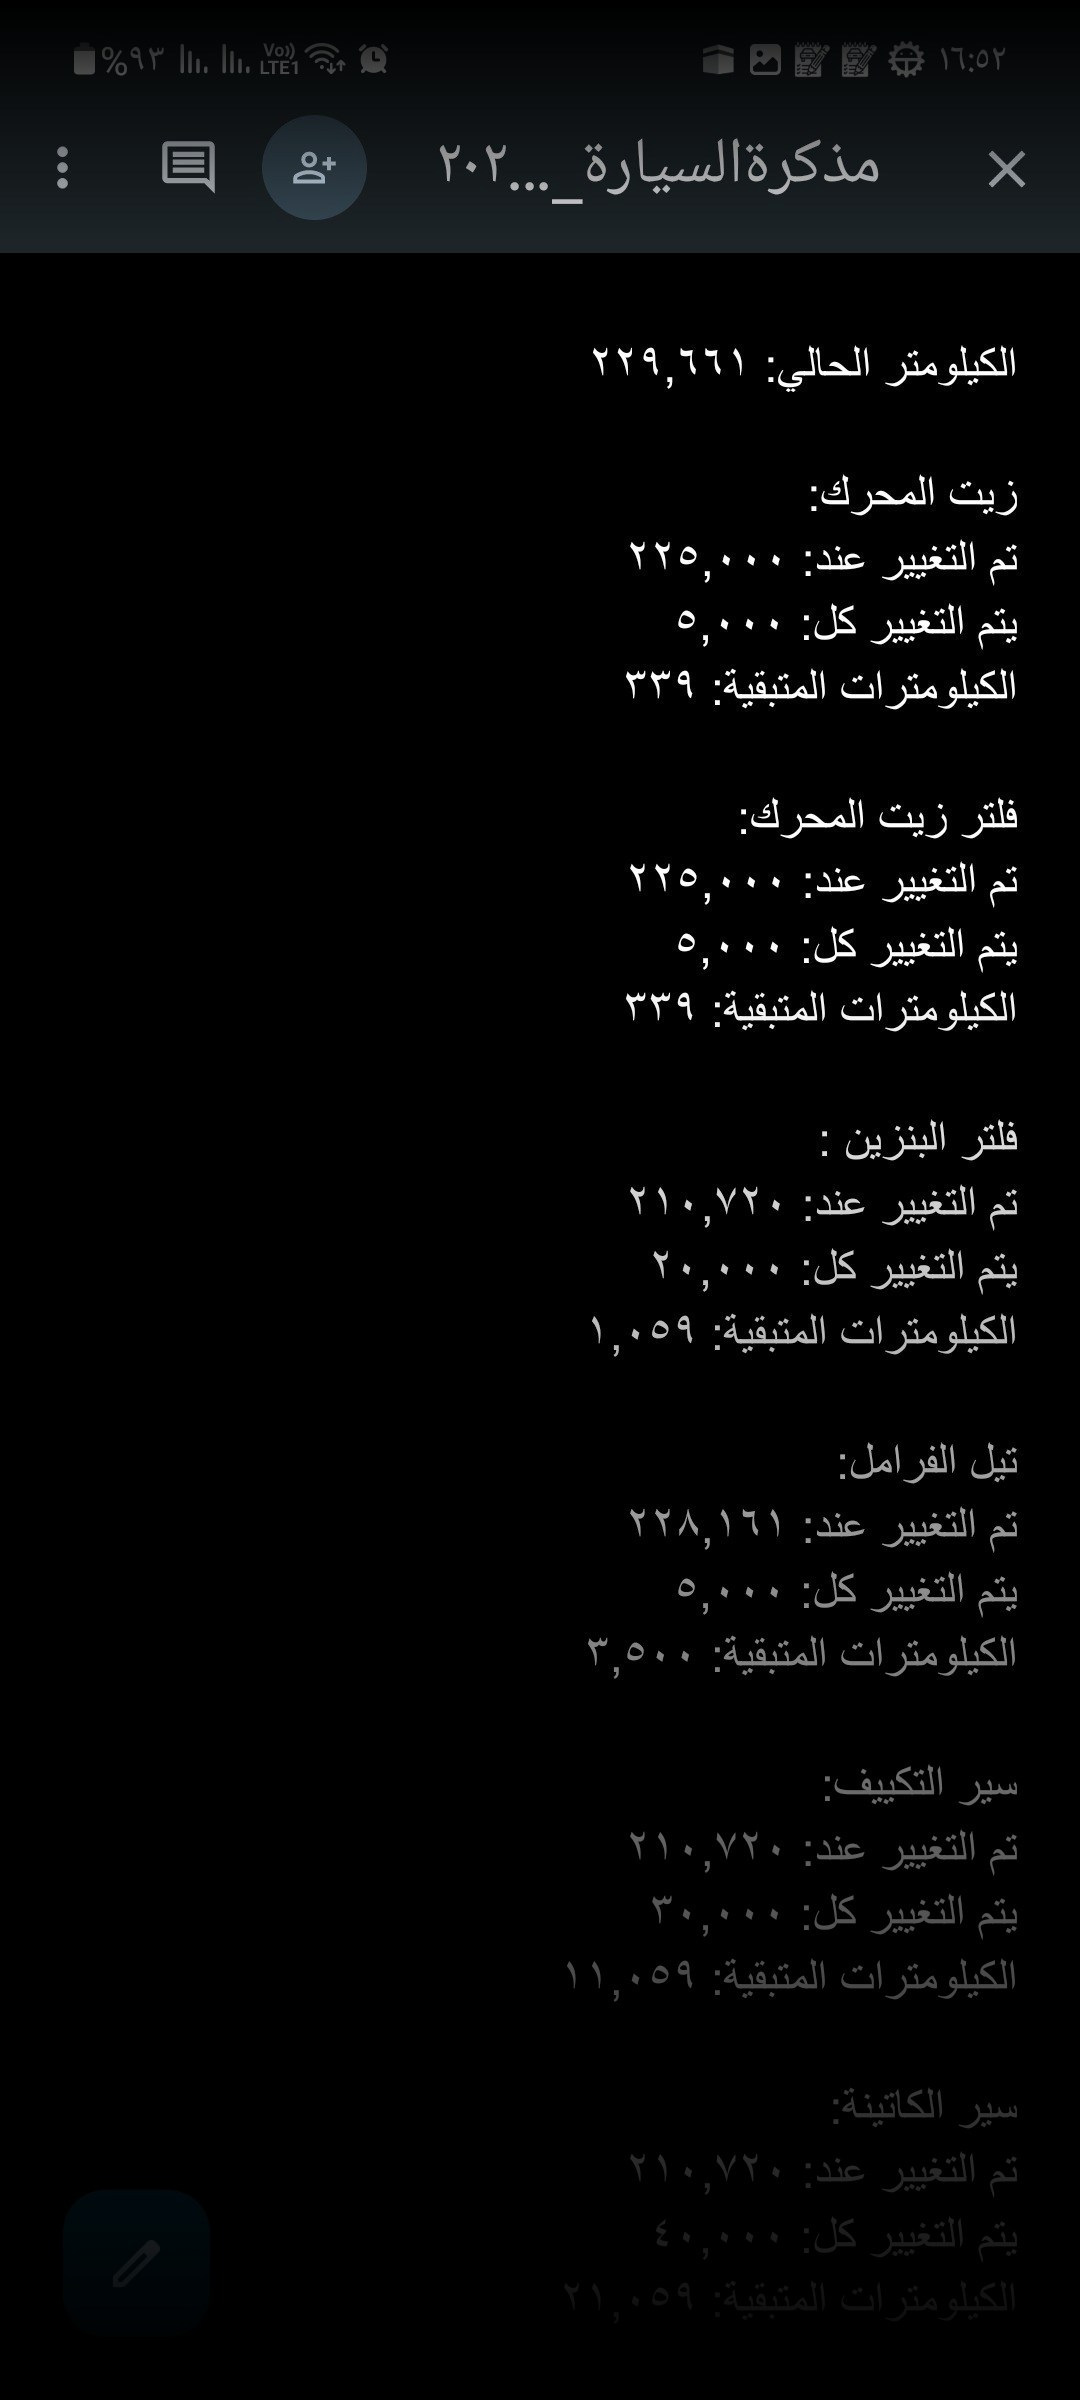 ١٦:٥٢ %٩٣ Vo)) LTE1
مذكرةالسيارة_...٢٠٢
الكيلومتر الحالي: ٢٢٩,٦٦١
زيت المحرك:
تم التغيير عند: ٢٢٥,٠٠٠
يتم التغيير كل: ٥,٠٠٠
الكيلومترات المتبقية: ٣٣٩
فلتر زيت المحرك:
تم التغيير عند: ٢٢٥,٠٠٠
يتم التغيير كل: ٥,٠٠٠
الكيلومترات المتبقية: ٣٣٩
فلتر البنزين :
تم التغيير عند: ٢١٠,٧٢٠
يتم التغيير كل: ٢٠,٠٠٠
الكيلومترات المتبقية: ١,٠٥٩
تيل الفرامل:
تم التغيير عند: ٢٢٨,١٦١
يتم التغيير كل: ٥,٠٠٠
الكيلومترات المتبقية: ٣,٥٠٠
سير التكييف:
تم التغيير عند: ٢١٠,٧٢٠
يتم التغيير كل: ٣٠,٠٠٠
الكيلومترات المتبقية: ١١,٠٥٩
سير الكاتينة:
تم التغيير عند: ٢١٠,٧٢٠
يتم التغيير كل: ٤٠,٠٠٠
الكيلومترات المتبقية: ٢١,٠٥٩